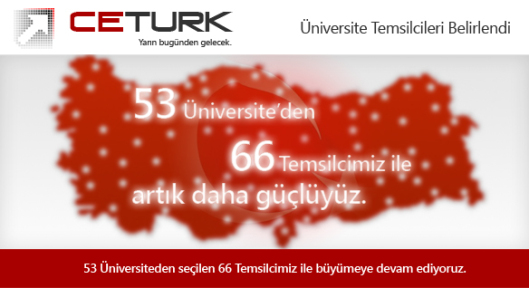 CETURK
Yarın bugünden gelecek.
Üniversite Temsilcileri Belirlendi
53 Üniversite'den
66 Temsilcimiz ile
artık daha güçlüyüz.
53 Üniversiteden seçilen 66 Temsilcimiz ile büyümeye devam ediyoruz.